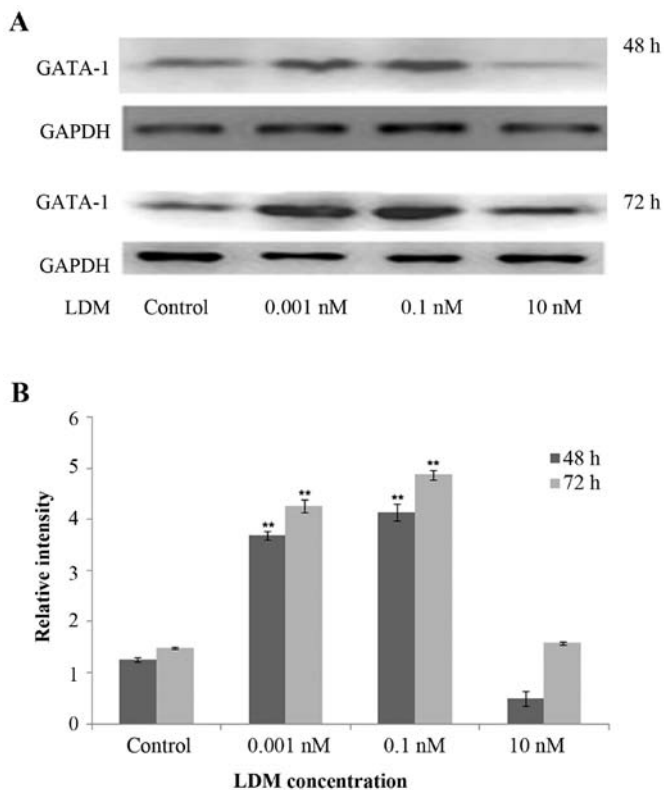 A
GATA-1
48 h
GAPDH
GATA-1
72 h
GAPDH
LDM Control 0.001 nM 0.1 nM 10 nM
B
6
5
4
3
2
1
0
Relative intensity
** ** ** **
48 h
72 h
Control 0.001 nM 0.1 nM 10 nM
LDM concentration